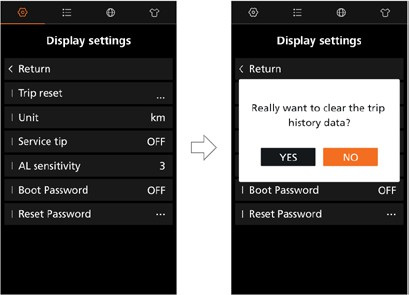 Display settings
< Return
Trip reset ...
Unit km
Service tip OFF
AL sensitivity 3
Boot Password OFF
Reset Password ...
Display settings
< Return
Really want to clear the trip
history data?
YES NO
Boot Password OFF
Reset Password ...